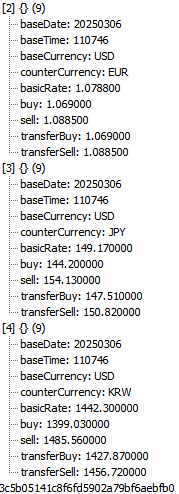 [2] {} (9)
baseDate: 20250306
baseTime: 110746
baseCurrency: USD
counterCurrency: EUR
basicRate: 1.078800
buy: 1.069000
sell: 1.088500
transferBuy: 1.069000
transferSell: 1.088500
[3] {} (9)
baseDate: 20250306
baseTime: 110746
baseCurrency: USD
counterCurrency: JPY
basicRate: 149.170000
buy: 144.200000
sell: 154.130000
transferBuy: 147.510000
transferSell: 150.820000
[4] {} (9)
baseDate: 20250306
baseTime: 110746
baseCurrency: USD
counterCurrency: KRW
basicRate: 1442.300000
buy: 1399.030000
sell: 1485.560000
transferBuy: 1427.870000
transferSell: 1456.720000
3c5b05141c8f6fd5902a79bf6aebfb0